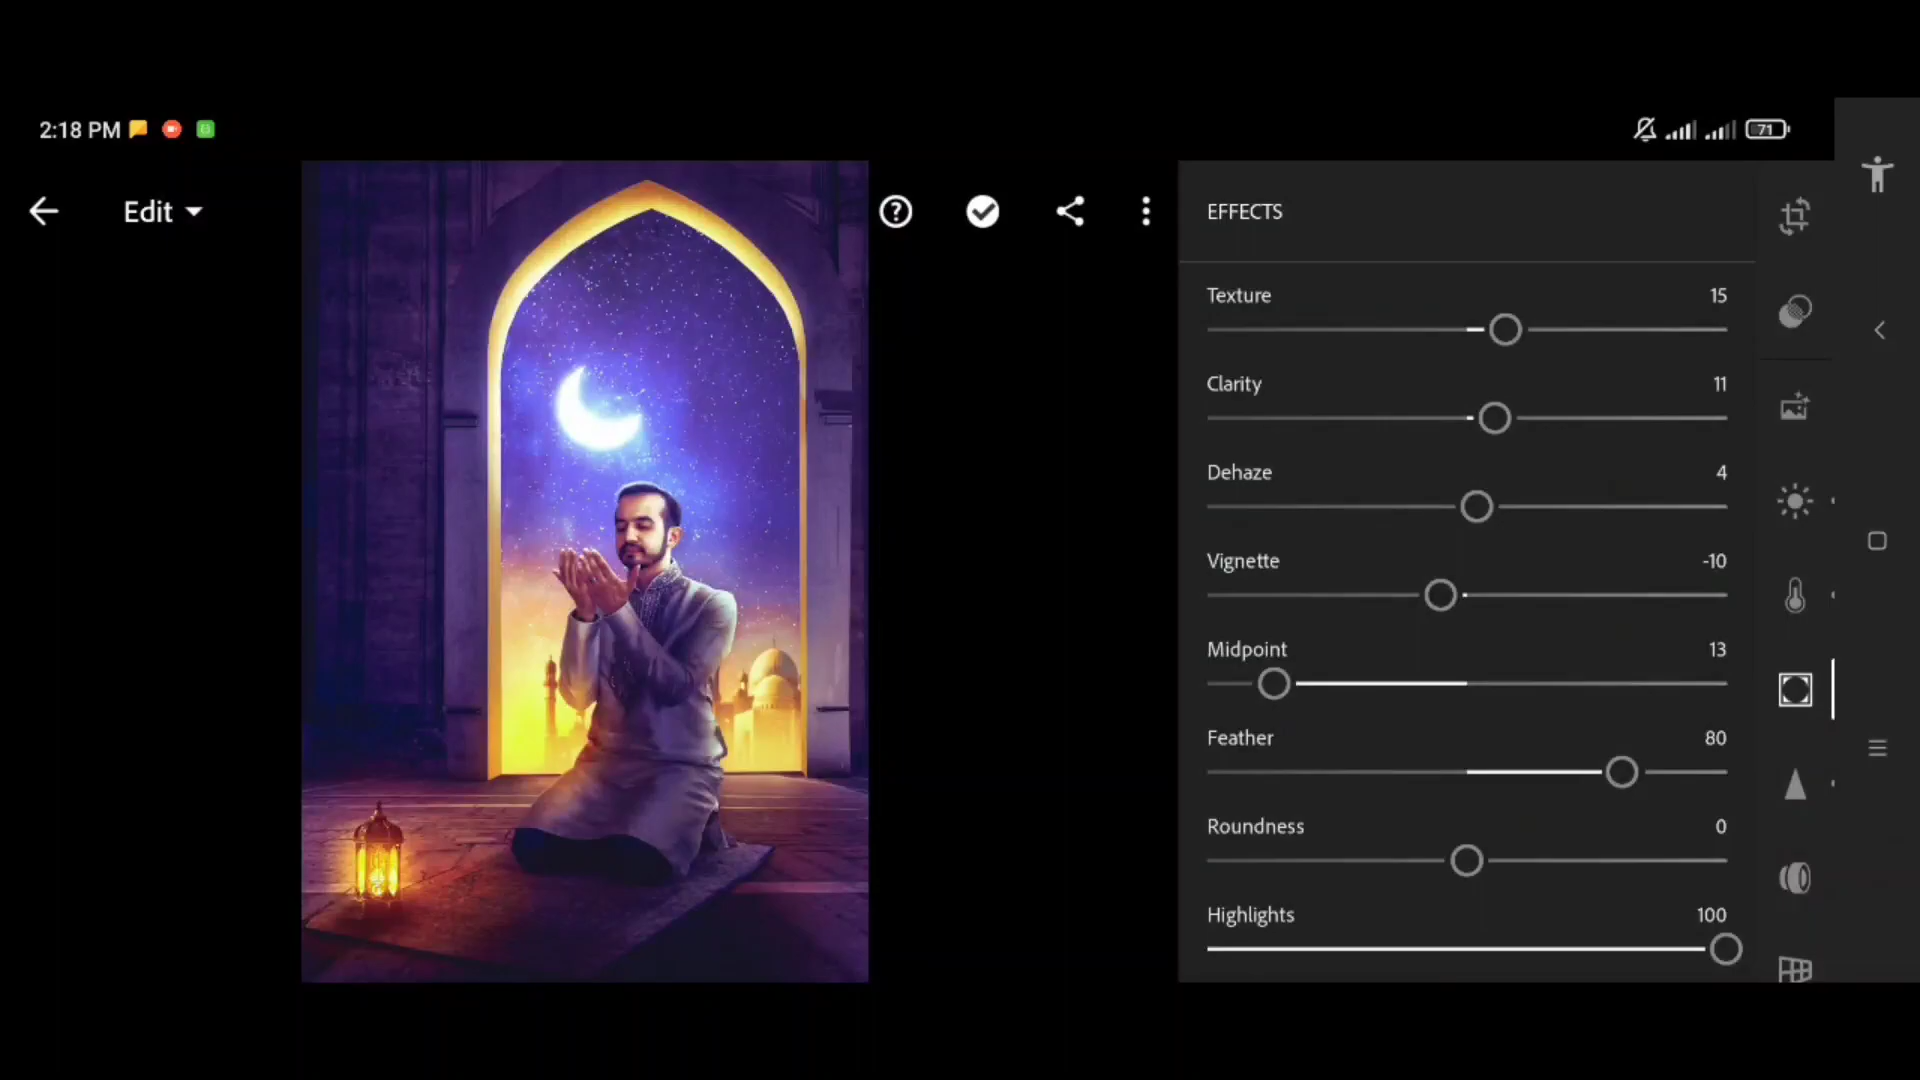 2:18 PM
71
Edit
EFFECTS
Texture 15
Clarity 11
Dehaze 4
Vignette -10
Midpoint 13
Feather 80
Roundness 0
Highlights 100